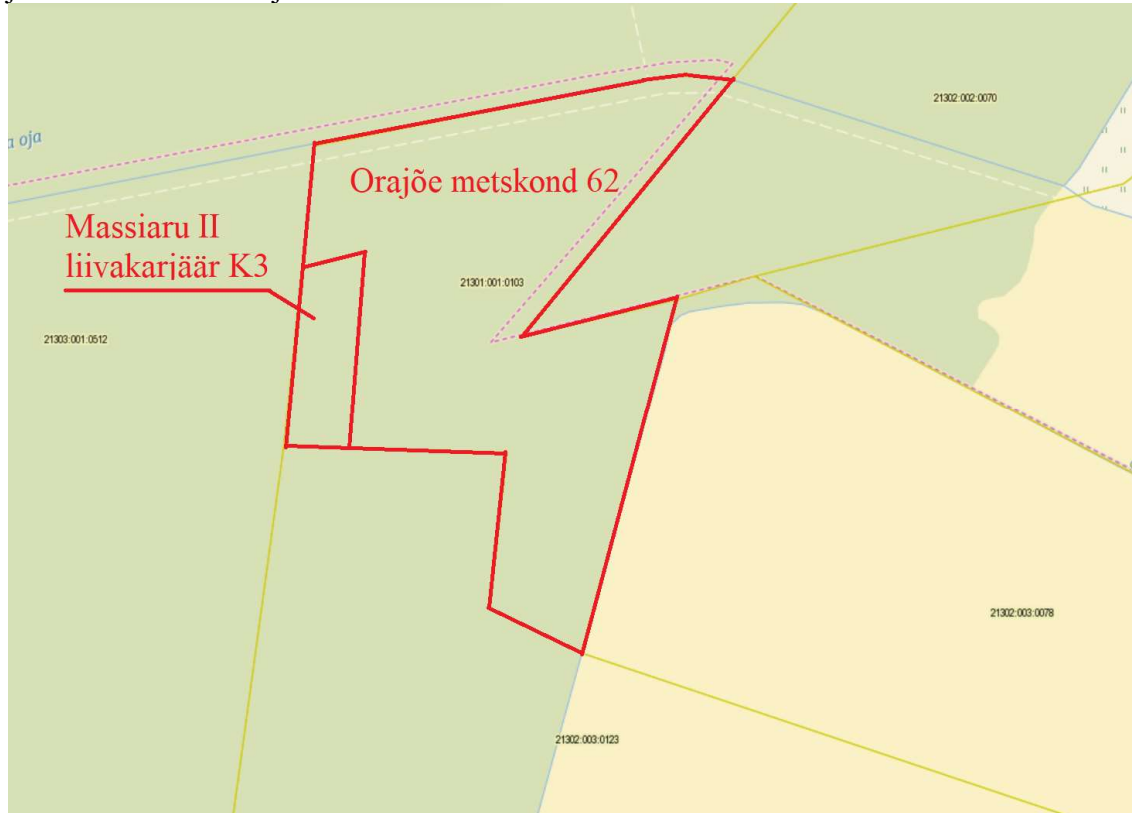 21302:002:0070
oja
Orajõe metskond 62
Massiaru II
liivakarjäär K3
21301:001:0103
21303:001:0512
21302:003:0078
21302:003:0123